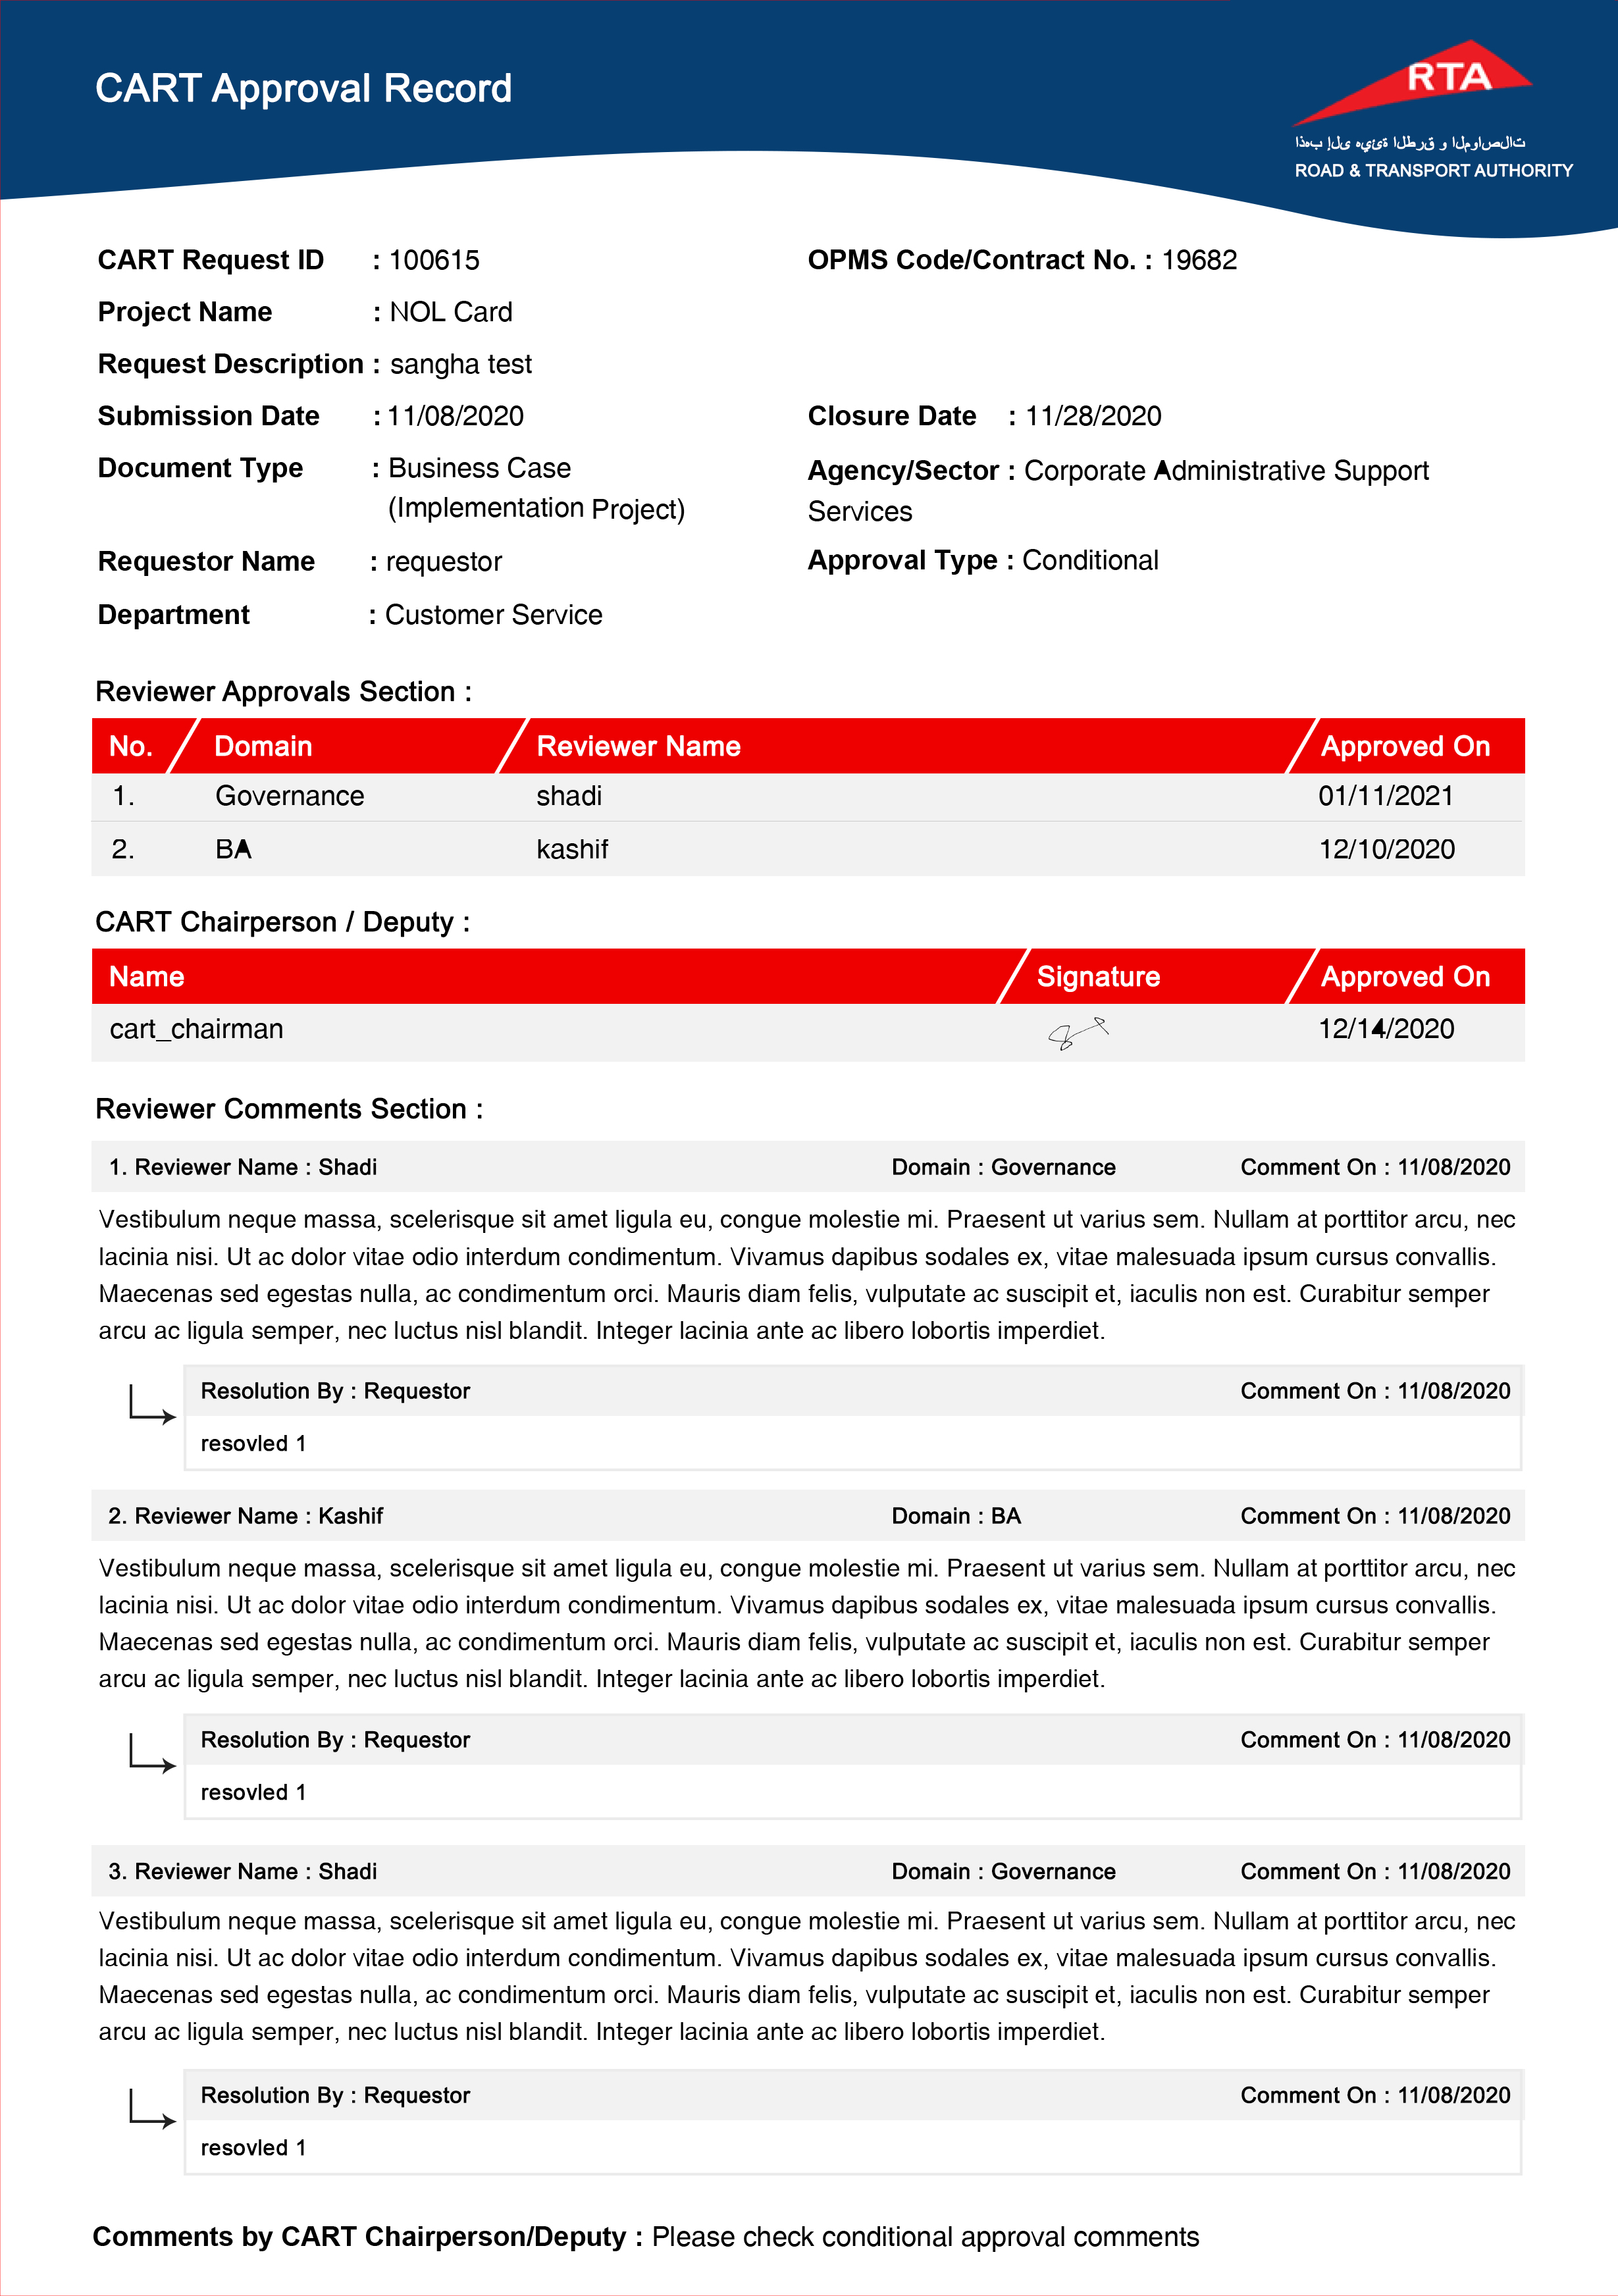 CART Approval Record
RTA
اذهب إلى هيئة الطرق و المواصلات
ROAD & TRANSPORT AUTHORITY
CART Request ID : 100615
OPMS Code/Contract No. : 19682
Project Name : NOL Card
Request Description : sangha test
Submission Date : 11/08/2020
Closure Date : 11/28/2020
Document Type : Business Case
(Implementation Project)
Agency/Sector : Corporate Administrative Support
Services
Requestor Name : requestor
Approval Type : Conditional
Department : Customer Service
Reviewer Approvals Section :
No. Domain Reviewer Name Approved On
1. Governance shadi 01/11/2021
2. BA kashif 12/10/2020
CART Chairperson / Deputy :
Name Signature Approved On
cart_chairman 12/14/2020
Reviewer Comments Section :
1. Reviewer Name : Shadi Domain : Governance Comment On : 11/08/2020
Vestibulum neque massa, scelerisque sit amet ligula eu, congue molestie mi. Praesent ut varius sem. Nullam at porttitor arcu, nec
lacinia nisi. Ut ac dolor vitae odio interdum condimentum. Vivamus dapibus sodales ex, vitae malesuada ipsum cursus convallis.
Maecenas sed egestas nulla, ac condimentum orci. Mauris diam felis, vulputate ac suscipit et, iaculis non est. Curabitur semper
arcu ac ligula semper, nec luctus nisl blandit. Integer lacinia ante ac libero lobortis imperdiet.
Resolution By : Requestor Comment On : 11/08/2020
resovled 1
2. Reviewer Name : Kashif Domain : BA Comment On : 11/08/2020
Vestibulum neque massa, scelerisque sit amet ligula eu, congue molestie mi. Praesent ut varius sem. Nullam at porttitor arcu, nec
lacinia nisi. Ut ac dolor vitae odio interdum condimentum. Vivamus dapibus sodales ex, vitae malesuada ipsum cursus convallis.
Maecenas sed egestas nulla, ac condimentum orci. Mauris diam felis, vulputate ac suscipit et, iaculis non est. Curabitur semper
arcu ac ligula semper, nec luctus nisl blandit. Integer lacinia ante ac libero lobortis imperdiet.
Resolution By : Requestor Comment On : 11/08/2020
resovled 1
3. Reviewer Name : Shadi Domain : Governance Comment On : 11/08/2020
Vestibulum neque massa, scelerisque sit amet ligula eu, congue molestie mi. Praesent ut varius sem. Nullam at porttitor arcu, nec
lacinia nisi. Ut ac dolor vitae odio interdum condimentum. Vivamus dapibus sodales ex, vitae malesuada ipsum cursus convallis.
Maecenas sed egestas nulla, ac condimentum orci. Mauris diam felis, vulputate ac suscipit et, iaculis non est. Curabitur semper
arcu ac ligula semper, nec luctus nisl blandit. Integer lacinia ante ac libero lobortis imperdiet.
Resolution By : Requestor Comment On : 11/08/2020
resovled 1
Comments by CART Chairperson/Deputy : Please check conditional approval comments